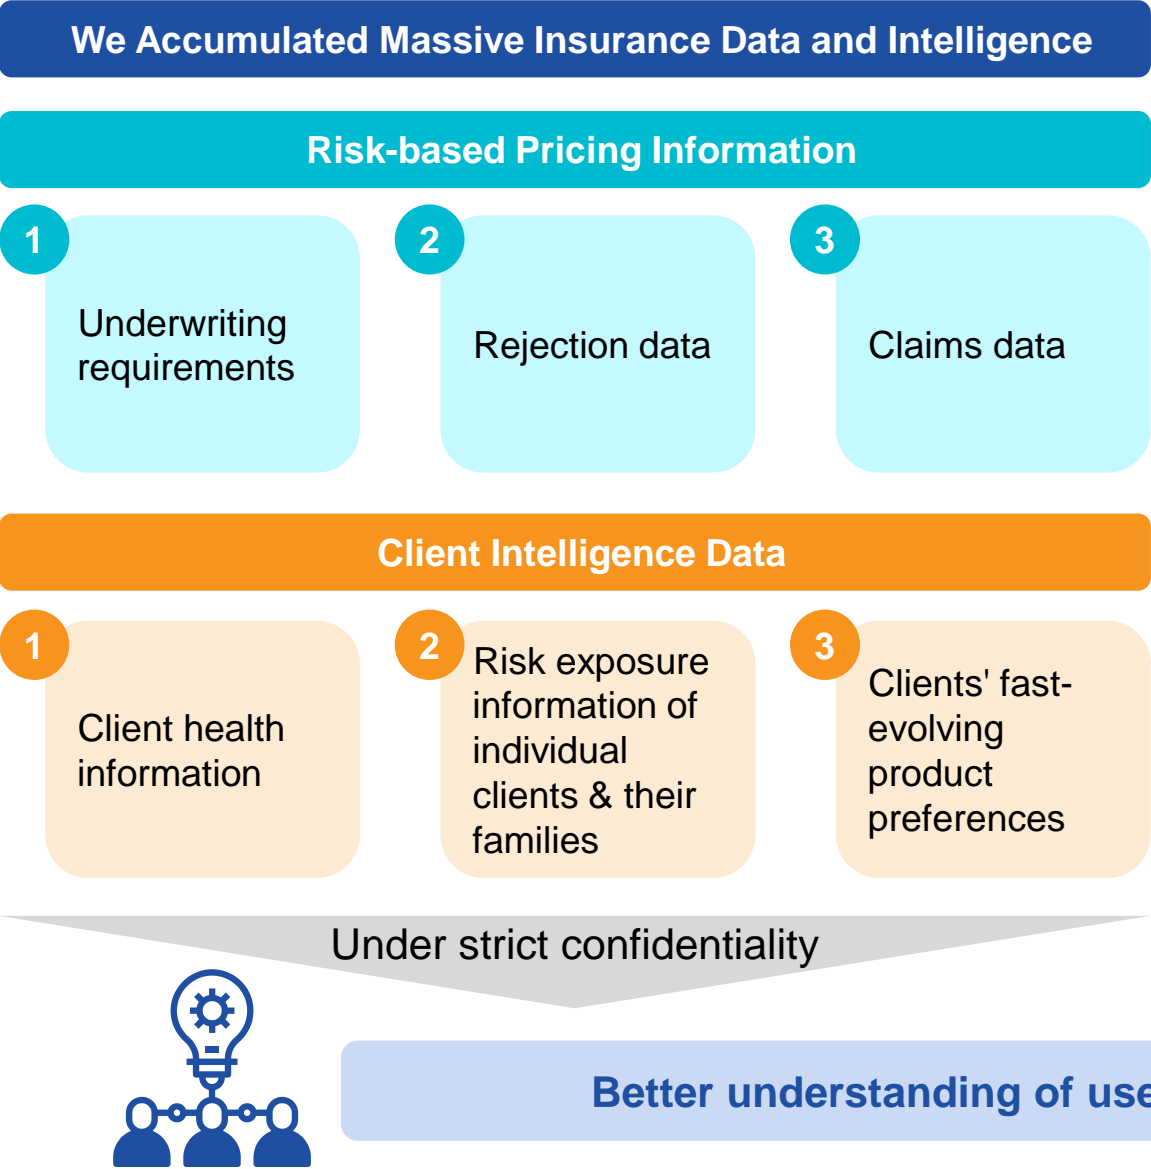 We Accumulated Massive Insurance Data and Intelligence
Risk-based Pricing Information
1
Underwriting
requirements
2
Rejection data
3
Claims data
Client Intelligence Data
1
Client health
information
2
Risk exposure
information of
individual
clients & their
families
3
Clients' fast-
evolving
product
preferences
Under strict confidentiality
Better understanding of use